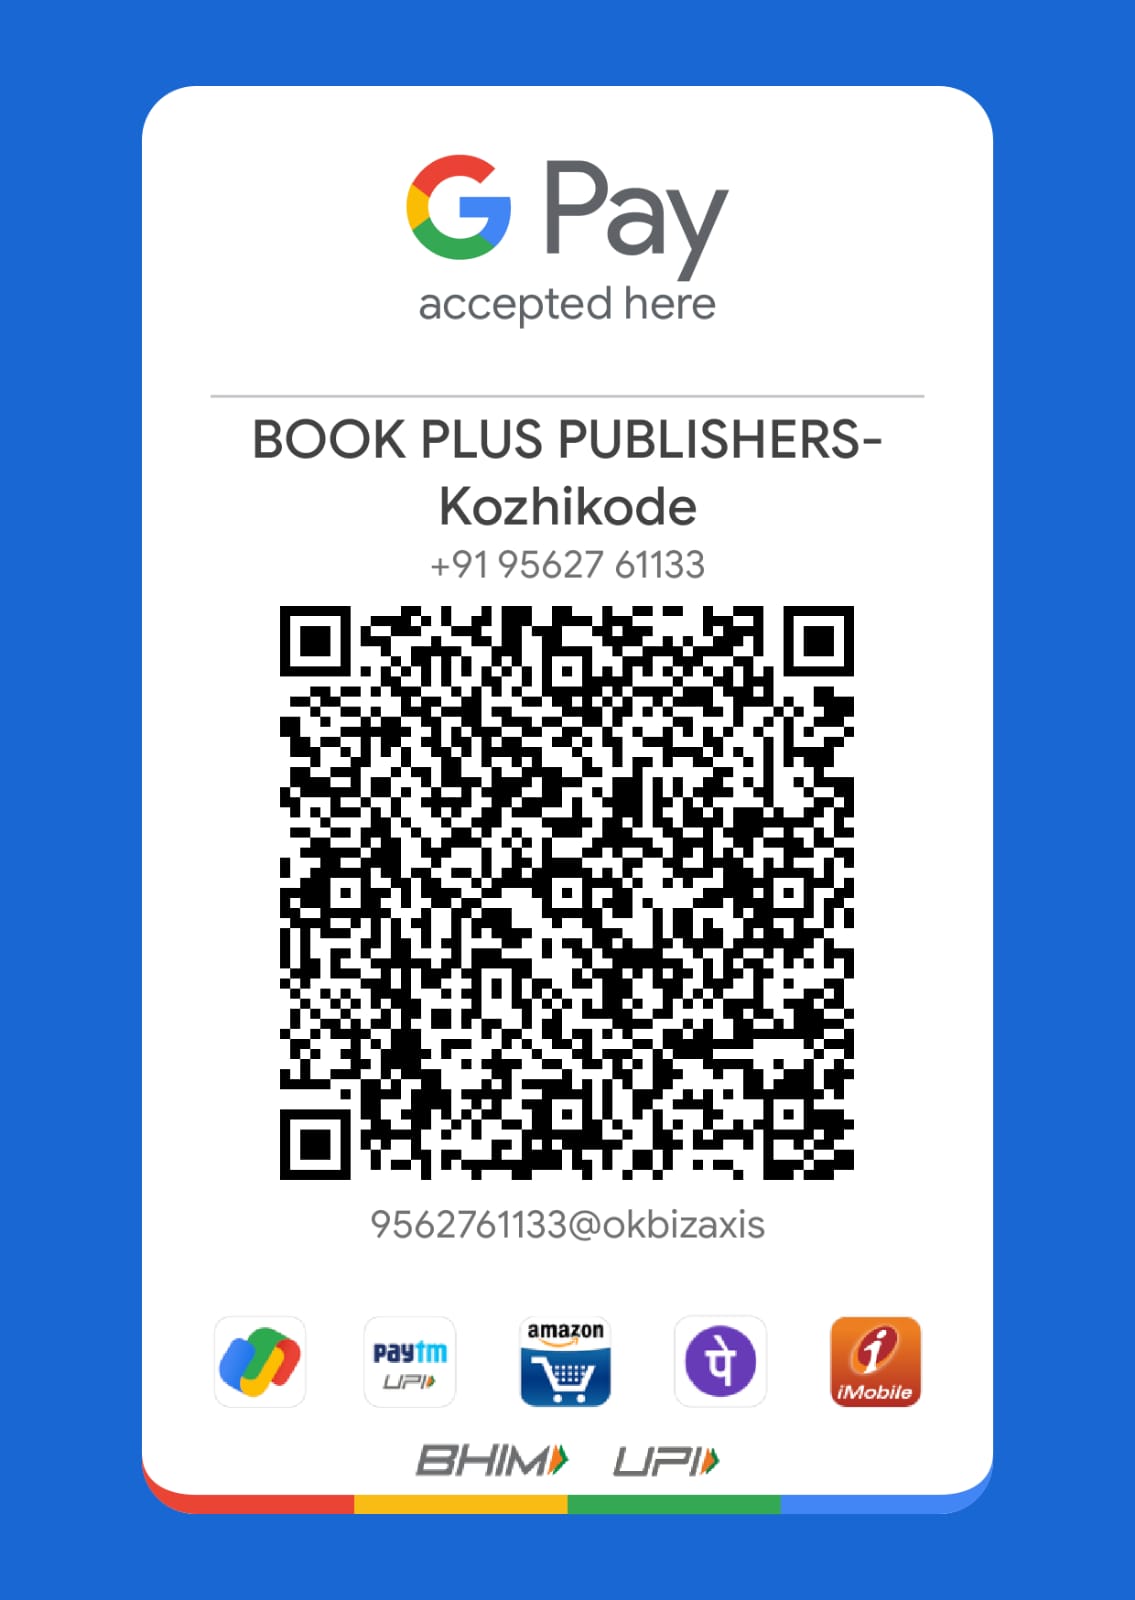 G Pay
accepted here
BOOK PLUS PUBLISHERS-
Kozhikode
+91 95627 61133
9562761133@okbizaxis
paytm
UPI
amazon
पे
i
iMobile
BHIM UPI